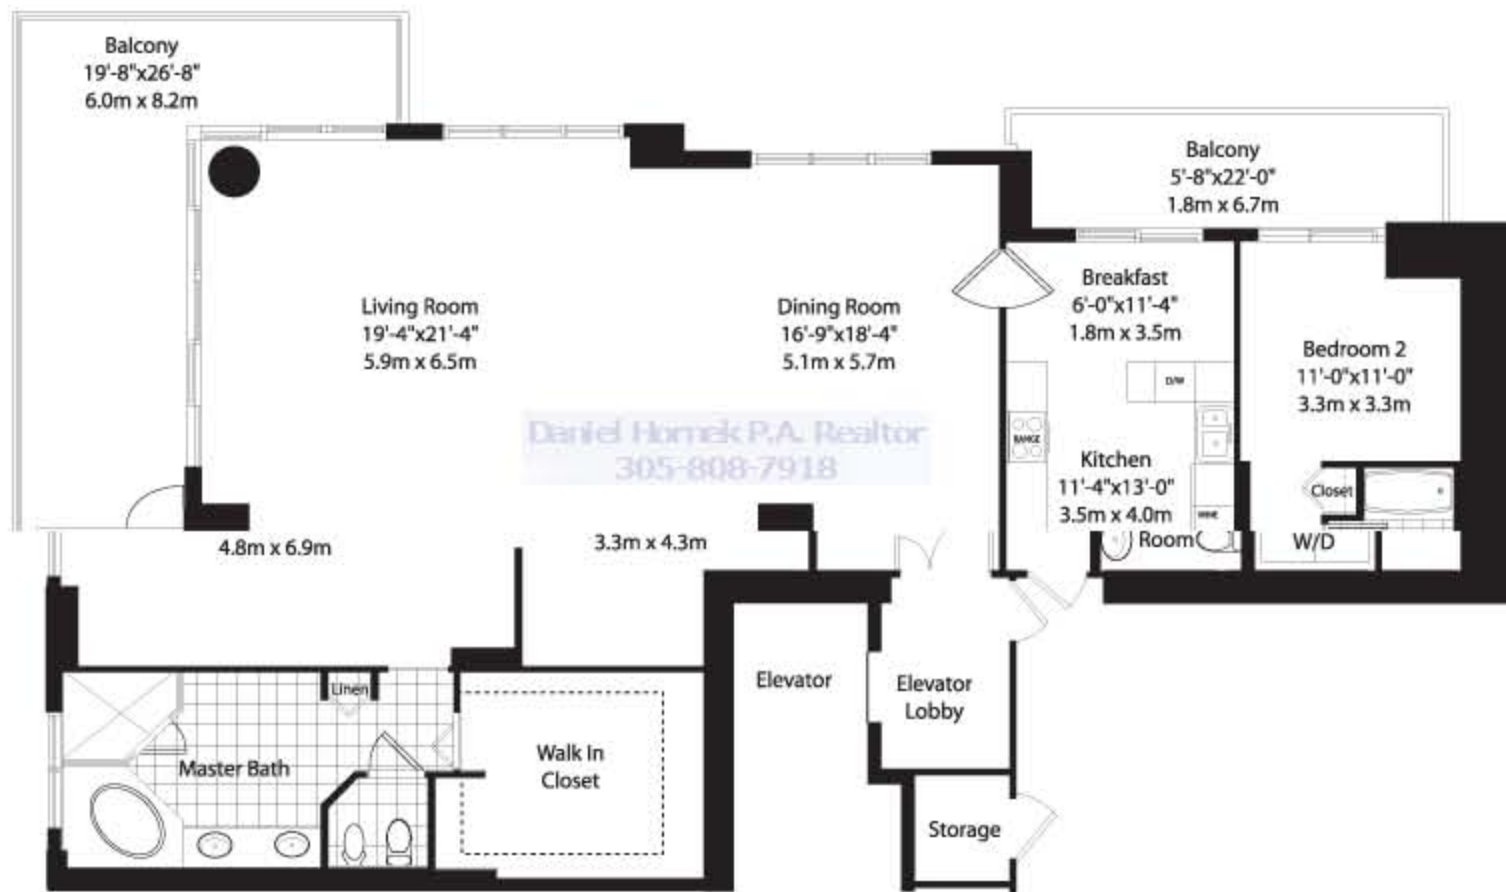 Balcony
19'-8"x26'-8"
6.0m x 8.2m
Balcony
5'-8"x22'-0"
1.8m x 6.7m
Living Room
19'-4"x21'-4"
5.9m x 6.5m
Dining Room
16'-9"x18'-4"
5.1m x 5.7m
Breakfast
6'-0"x11'-4"
1.8m x 3.5m
Bedroom 2
11'-0"x11'-0"
3.3m x 3.3m
D/W
RANGE
Daniel Hornek P.A. Realtor
305-808-7918
Kitchen
11'-4"x13'-0"
3.5m x 4.0m
Closet
Room
W/D
4.8m x 6.9m
3.3m x 4.3m
Linen
Master Bath
Walk In
Closet
Elevator
Elevator
Lobby
Storage